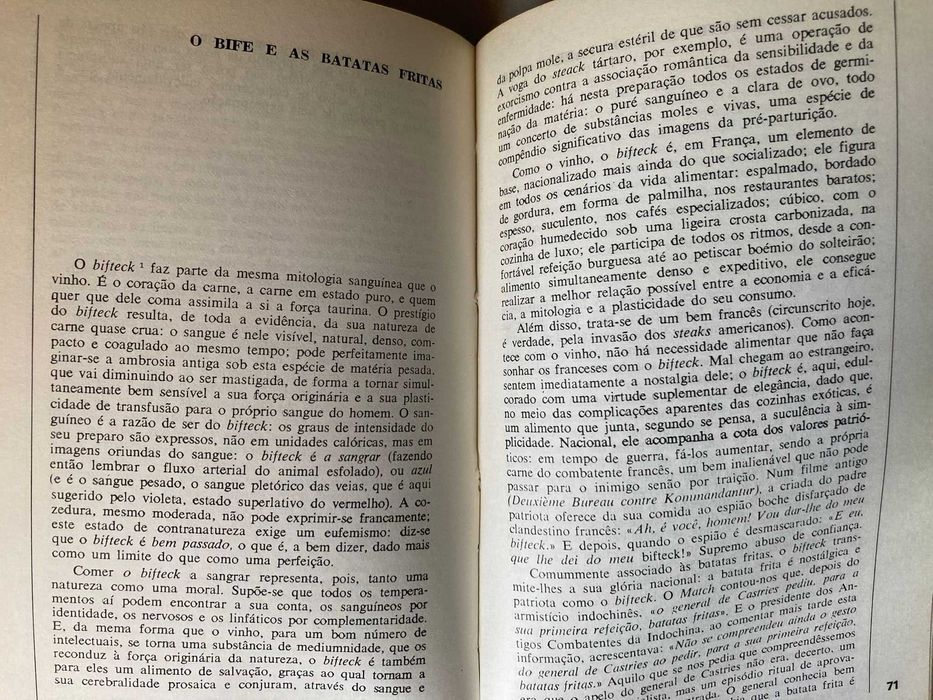 O BIFE E AS BATATAS FRITAS
O bifteck ¹ faz parte da mesma mitologia sanguínea que o
vinho. É o coração da carne, a carne em estado puro, e quem
quer que dele coma assimila a si a força taurina. O prestígio
do bifteck resulta, de toda a evidência, da sua natureza de
carne quase crua: o sangue é nele visível, natural, denso, com-
pacto e coagulado ao mesmo tempo; pode perfeitamente ima-
ginar-se a ambrosia antiga sob esta espécie de matéria pesada,
que vai diminuindo ao ser mastigada, de forma a tornar simul-
taneamente bem sensível a sua força originária e a sua plasti-
cidade de transfusão para o próprio sangue do homem. O san-
guíneo é a razão de ser do bifteck: os graus de intensidade do
seu preparo são expressos, não em unidades calóricas, mas em
imagens oriundas do sangue: o bifteck é a sangrar (fazendo
então lembrar o fluxo arterial do animal esfolado), ou azul
(e é o sangue pesado, o sangue pletórico das veias, que é aqui
sugerido pelo violeta, estado superlativo do vermelho). A co-
zedura, mesmo moderada, não pode exprimir-se francamente;
este estado de contranatureza exige um eufemismo: diz-se
que o bifteck é bem passado, o que é, a bem dizer, dado mais
como um limite do que como uma perfeição.
Comer o bifteck a sangrar representa, pois, tanto uma
natureza como uma moral. Supõe-se que todos os tempera-
mentos aí podem encontrar a sua conta, os sanguíneos por
identidade, os nervosos e os linfáticos por complementaridade.
E, da mema forma que o vinho, para um bom número de
intelectuais, se torna uma substância de mediumnidade, que os
reconduz à força originária da natureza, o bifteck é também
para eles um alimento de salvação, graças ao qual tornam a
sua cerebralidade prosaica e conjuram, através do sangue e
da polpa mole, a secura estéril de que são sem cessar acusados.
A voga do steack tártaro, por exemplo, é uma operação de
exorcismo contra a associação romântica da sensibilidade e da
enfermidade: há nesta preparação todos os estados de germi-
nação da matéria: o puré sanguíneo e a clara de ovo, todo
um concerto de substâncias moles e vivas, uma espécie de
compêndio significativo das imagens da pré-parturição.
Como o vinho, o bifteck é, em França, um elemento de
base, nacionalizado mais ainda do que socializado; ele figura
em todos os cenários da vida alimentar: espalmado, bordado
de gordura, em forma de palmilha, nos restaurantes baratos;
espesso, suculento, nos cafés especializados; cúbico, com o
coração humedecido sob uma ligeira crosta carbonizada, na
cozinha de luxo; ele participa de todos os ritmos, desde a con-
fortável refeição burguesa até ao petiscar boémio do solteirão;
alimento simultaneamente denso e expeditivo, ele consegue
realizar a melhor relação possível entre a economia e a eficá-
cia, a mitologia e a plasticidade do seu consumo.
Além disso, trata-se de um bem francês (circunscrito hoje,
é verdade, pela invasão dos steaks americanos). Como acon-
tece com o vinho, não há necessidade alimentar que não faça
sonhar os franceses com o bifteck. Mal chegam ao estrangeiro,
sentem imediatamente a nostalgia dele; o bifteck é, aqui, edul-
corado com uma virtude suplementar de elegância, dado que,
no meio das complicações aparentes das cozinhas exóticas, é
um alimento que junta, segundo se pensa, a suculência à sim-
plicidade. Nacional, ele acompanha a cota dos valores patrió-
ticos: em tempo de guerra, fá-los aumentar, sendo a própria
carne do combatente francês, um bem inalienável que não pode
passar para o inimigo senão por traição. Num filme antigo
(Deuxième Bureau contre Kommandantur), a criada do padre
patriota oferece da sua comida ao espião boche disfarçado de
clandestino francês: «Ah, é você, homem! Vou dar-lhe do meu
bifteck.» E depois, quando o espião é desmascarado: «E eu,
que lhe dei do meu bifteck!» Supremo abuso de confiança.
Comummente associado às batatas fritas, o bifteck trans-
mite-lhes a sua glória nacional: a batata frita é nostálgica e
patriota como o bifteck. O Match contou-nos que, depois do
armistício indochinês, «o general de Castries pediu, para a
sua primeira refeição, batatas fritas». E o presidente dos An-
tigos Combatentes da Indochina, ao comentar mais tarde esta
informação, acrescentava: «Não se compreendeu ainda o gesto
do general de Castries ao pedir, para a sua primeira refeição,
batatas fritas.» Aquilo que se nos pedia que compreendêssemos
o apelo do general de Castries não era, decerto, um
mas um episódio ritual de aprova-
O general conhecia bem
a batata frita é
71